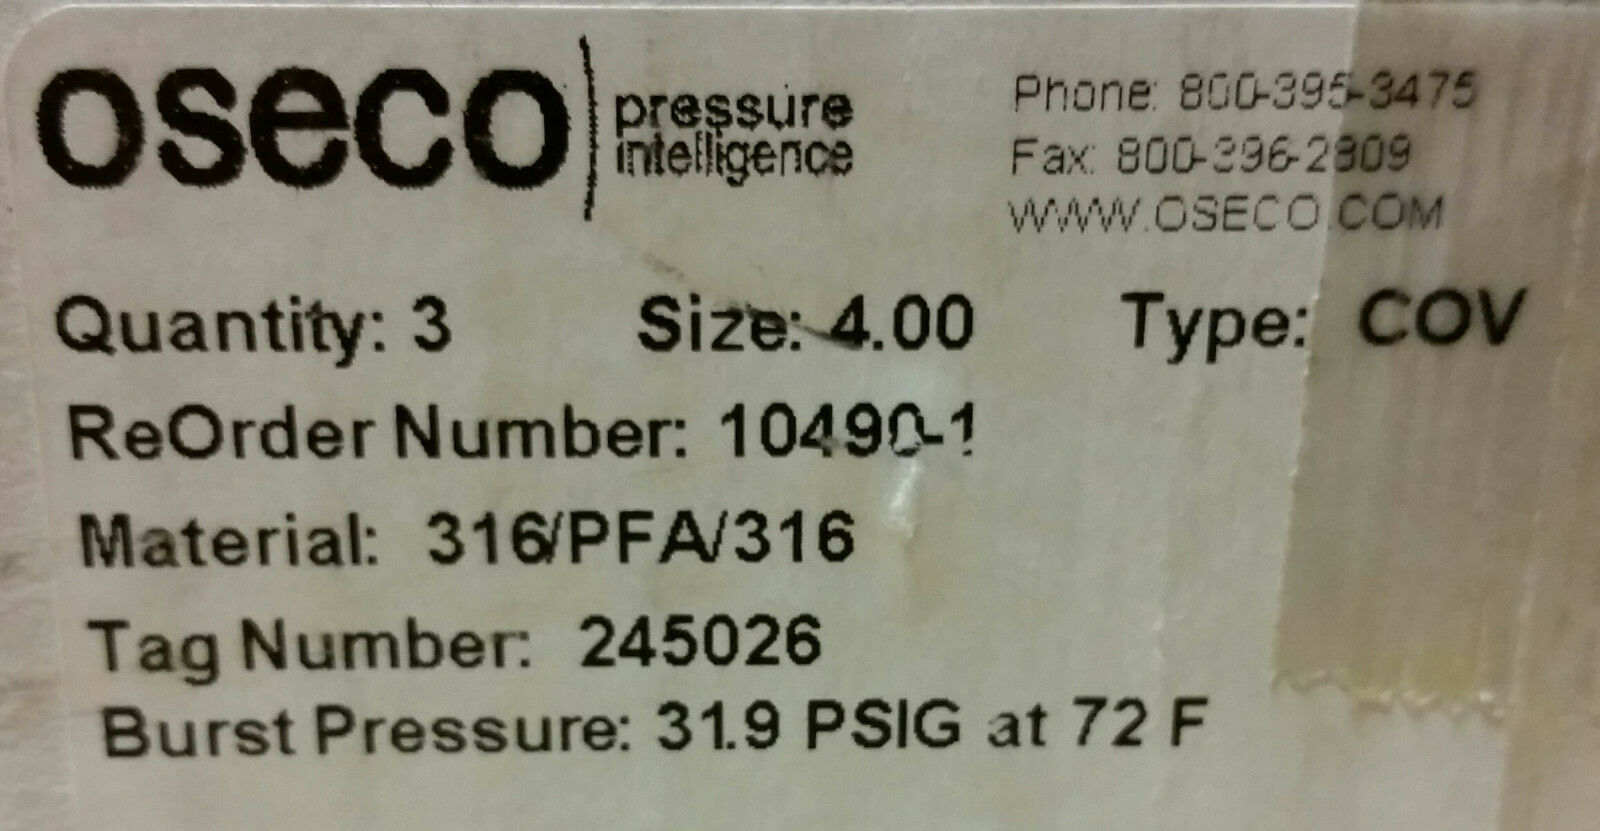 oseco pressure intelligence
Phone: 800-395-3475
Fax: 800-396-2809
WWW.OSECO.COM
Quantity: 3 Size: 4.00 Type: COV
ReOrder Number: 10490-1
Material: 316/PFA/316
Tag Number: 245026
Burst Pressure: 31.9 PSIG at 72 F